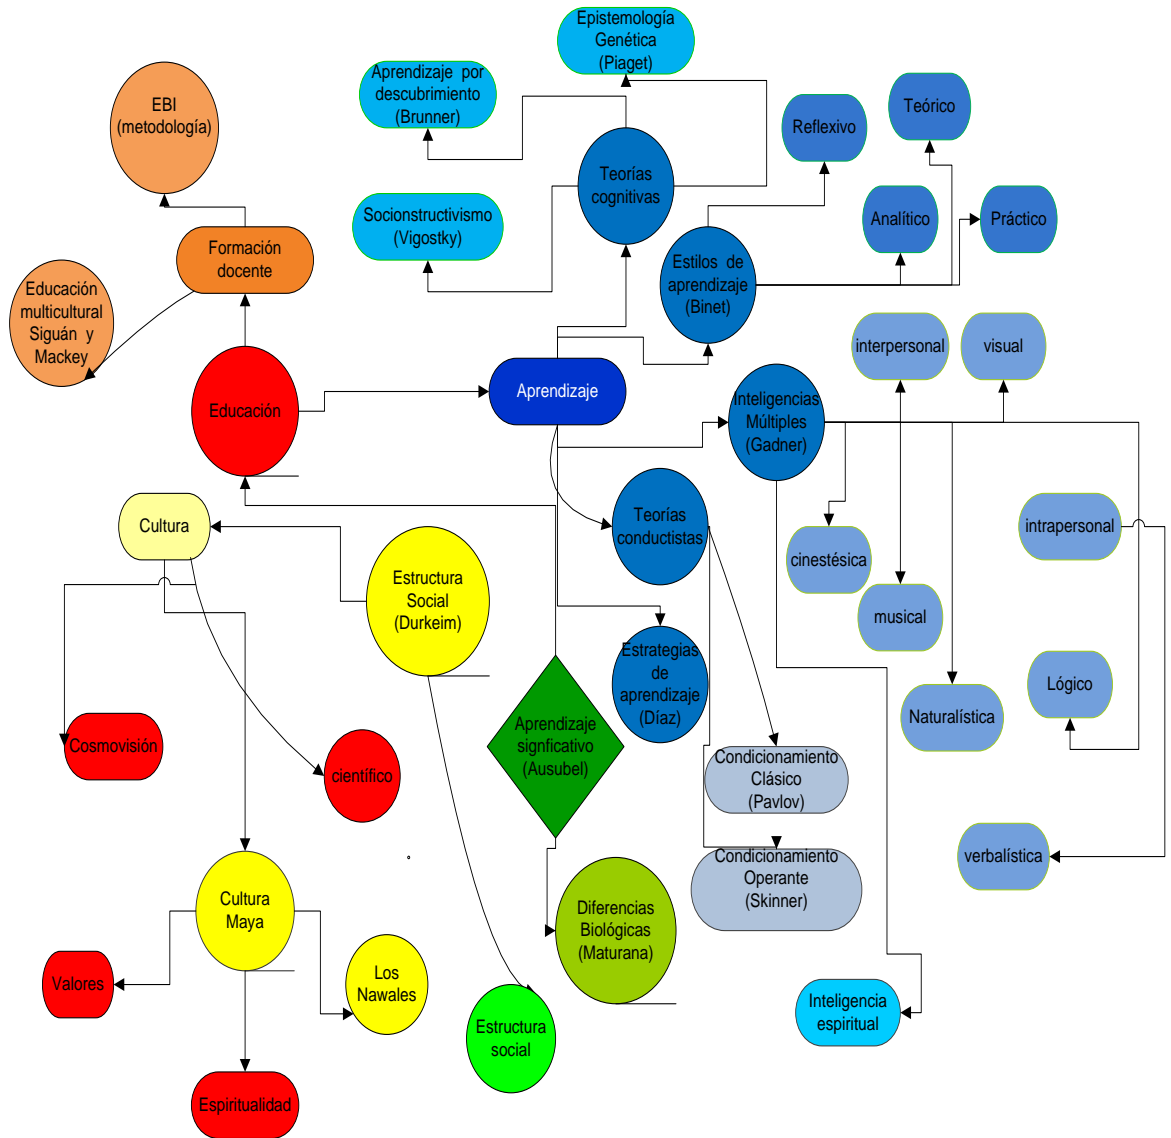 Epistemología
Genética
(Piaget)
Aprendizaje por
descubrimiento
(Brunner)
EBI
(metodología)
Teórico
Reflexivo
Teorías
cognitivas
Socionstructivismo
(Vigostky)
Analítico
Práctico
Formación
docente
Estilos de
aprendizaje
(Binet)
Educación
multicultural
Siguán y
Mackey
interpersonal
visual
Aprendizaje
Educación
Inteligencias
Múltiples
(Gadner)
Cultura
Teorías
conductistas
intrapersonal
cinestésica
Estructura
Social
(Durkeim)
musical
Estrategias
de
aprendizaje
(Díaz)
Lógico
Naturalística
Cosmovisión
Aprendizaje
signficativo
(Ausubel)
científico
Condicionamiento
Clásico
(Pavlov)
verbalística
Condicionamiento
Operante
(Skinner)
Cultura
Maya
Diferencias
Biológicas
(Maturana)
Valores
Los
Nawales
Inteligencia
espiritual
Estructura
social
Espiritualidad